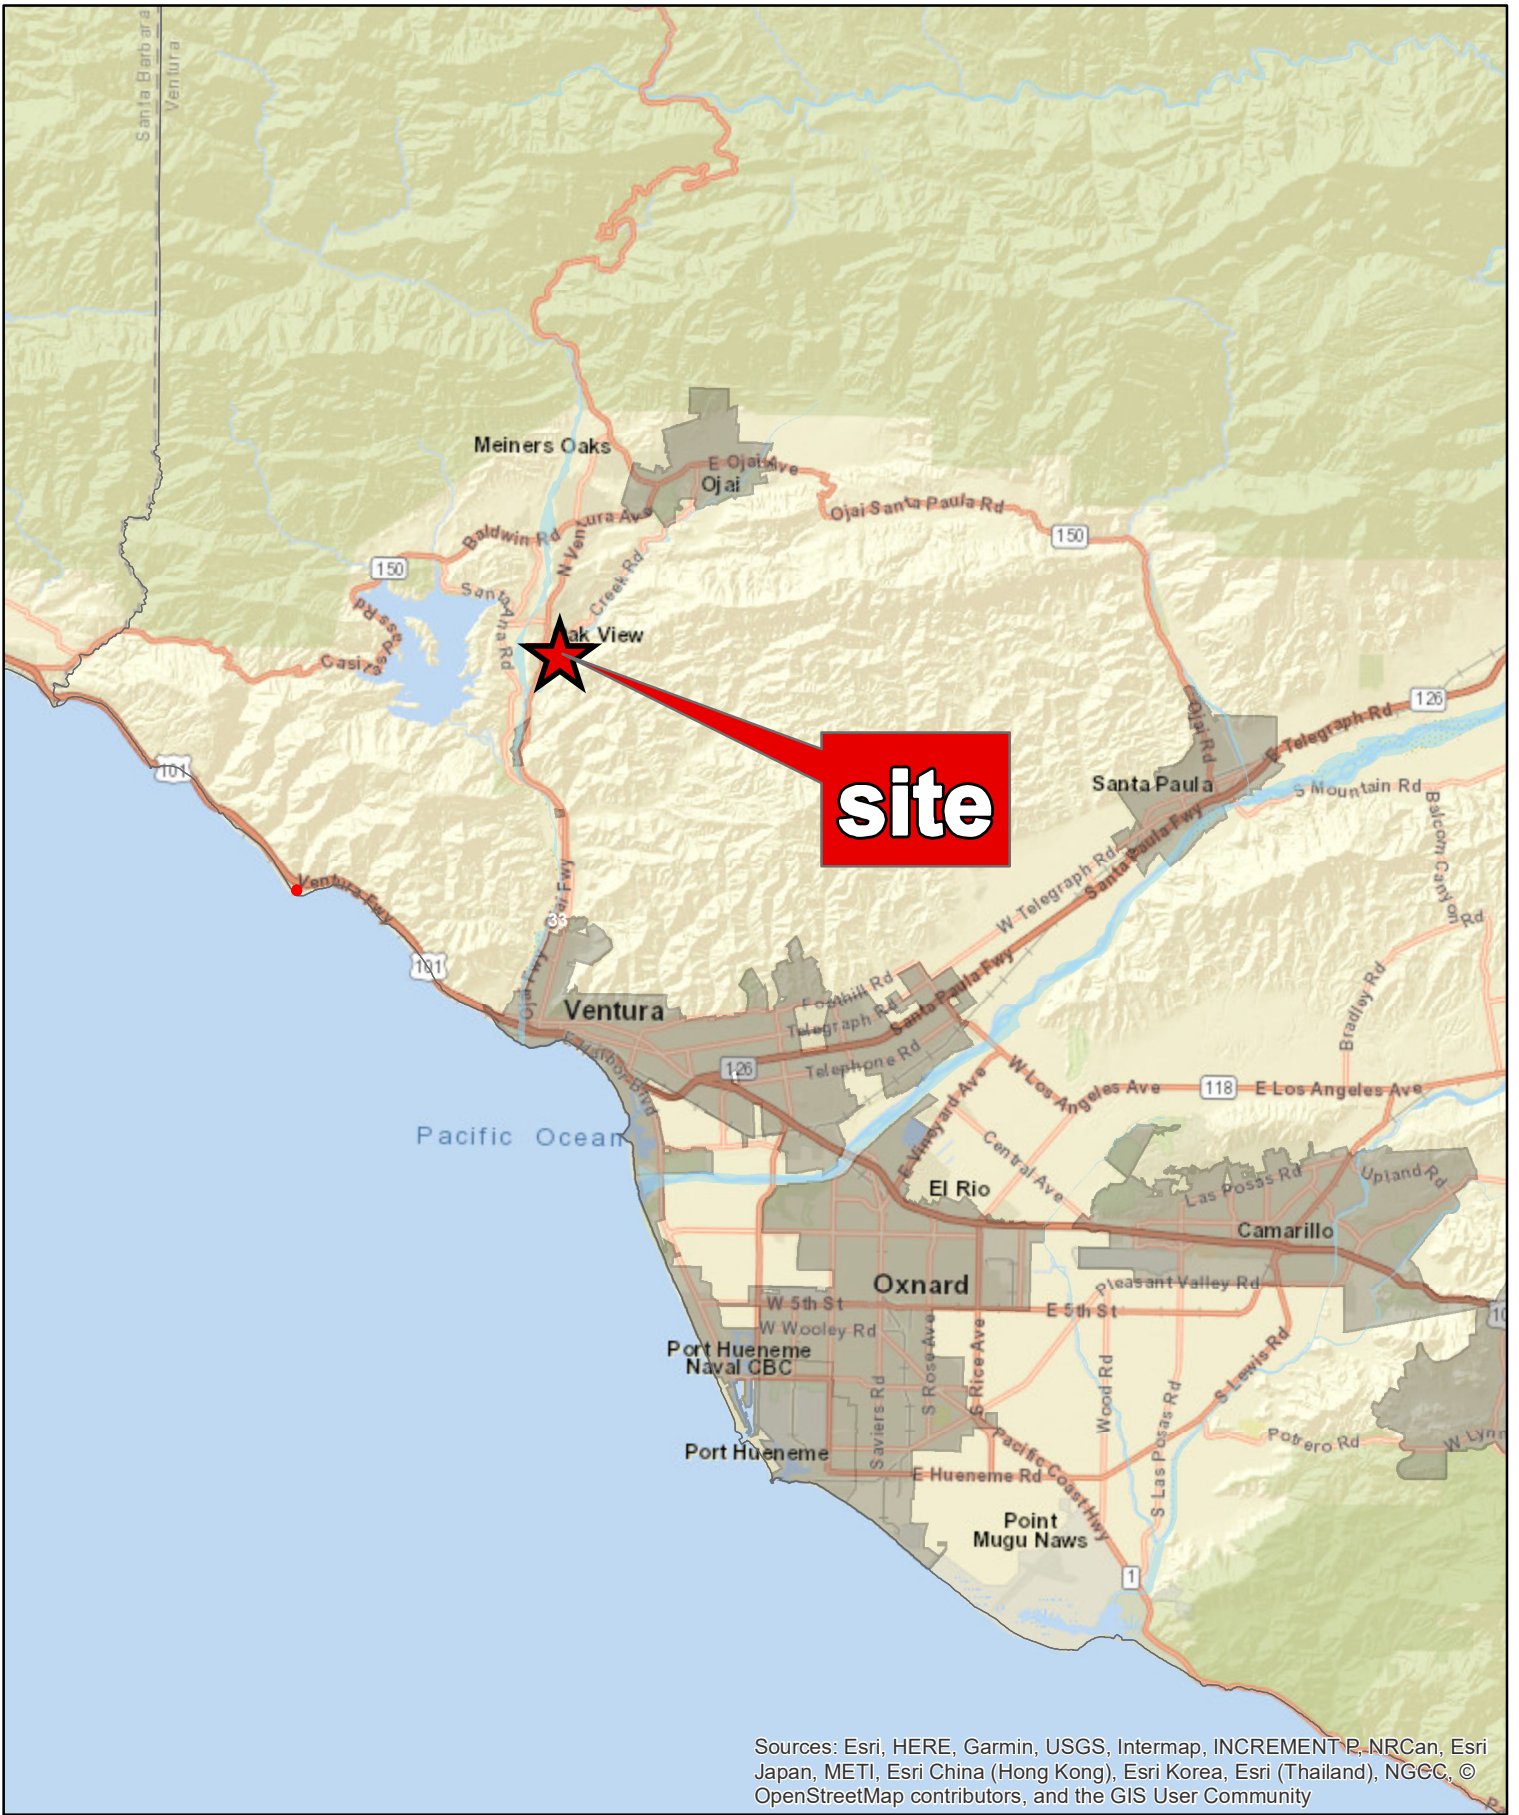 Santa Barbara
Ventura
Meiners Oaks
E Ojai Ave
Ojai
Ojai Santa Paula Rd
150
Baldwin Rd
N Ventura Ave
150
Creek Rd
Santa Ana Rd
Casitas Pass Rd
Oak View
site
126
E Telegraph Rd
Ojai Rd
Santa Paula
S Mountain Rd
Balcom Canyon Rd
101
Santa Paula Fwy
W Telegraph Rd
Ventura Fwy
Ojai Fwy
33
101
Ojai Fwy
Ventura
Foothill Rd
Telegraph Rd
Santa Paula Fwy
Telephone Rd
Bradley Rd
E Harbor Blvd
126
1
W Los Angeles Ave
118
E Los Angeles Ave
Pacific Ocean
E Vineyard Ave
Central Ave
El Rio
Las Posas Rd
Upland Rd
Camarillo
Oxnard
Pleasant Valley Rd
W 5th St
E 5th St
W Wooley Rd
Port Hueneme
Naval CBC
S Rose Ave
S Rice Ave
Saviers Rd
Wood Rd
S Las Posas Rd
S Lewis Rd
Potrero Rd
W Lynn
Port Hueneme
E Hueneme Rd
Pacific Coast Hwy
Point
Mugu Naws
1
Sources: Esri, HERE, Garmin, USGS, Intermap, INCREMENT P, NRCan, Esri
Japan, METI, Esri China (Hong Kong), Esri Korea, Esri (Thailand), NGCC, ©
OpenStreetMap contributors, and the GIS User Community